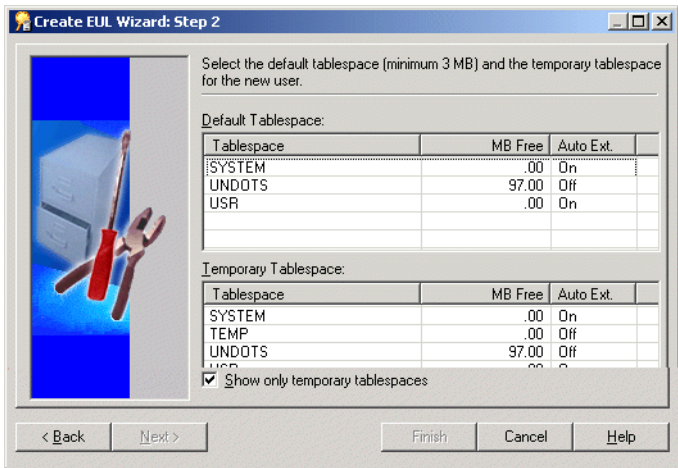 Create EUL Wizard: Step 2
Select the default tablespace (minimum 3 MB) and the temporary tablespace
for the new user.
Default Tablespace:
Tablespace MB Free Auto Ext.
SYSTEM .00 On
UNDOTS 97.00 Off
USR .00 On
Temporary Tablespace:
Tablespace MB Free Auto Ext.
SYSTEM .00 On
TEMP .00 Off
UNDOTS 97.00 Off
Show only temporary tablespaces
< Back Next > Finish Cancel Help